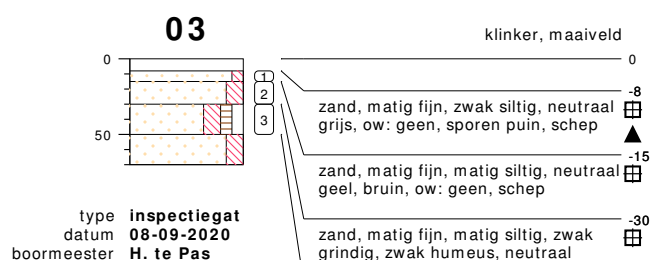 03
klinker, maaiveld
0
0
1
-8
2
zand, matig fijn, zwak siltig, neutraal
grijs, ow: geen, sporen puin, schep
3
50
-15
zand, matig fijn, matig siltig, neutraal
geel, bruin, ow: geen, schep
type inspectiegat
-30
datum 08-09-2020
zand, matig fijn, matig siltig, zwak
boormeester H. te Pas
grindig, zwak humeus, neutraal